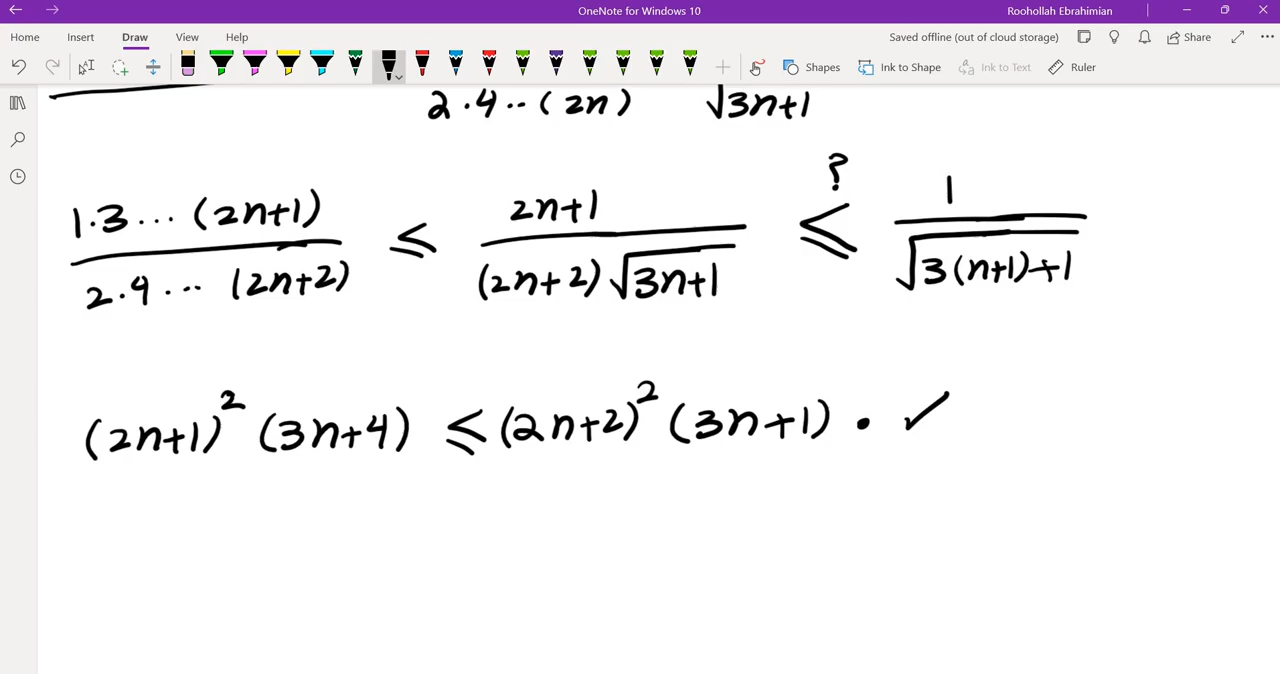 OneNote for Windows 10
Roohollah Ebrahimian
Home Insert Draw View Help
Saved offline (out of cloud storage)
Share
Shapes
Ink to Shape
Ink to Text
Ruler
2·4··(2n) √3n+1
1·3···(2n+1) / 2·4···(2n+2) ≤ 2n+1 / (2n+2)√3n+1 ≤? 1 / √3(n+1)+1
(2n+1)² (3n+4) ≤ (2n+2)² (3n+1) · ✓